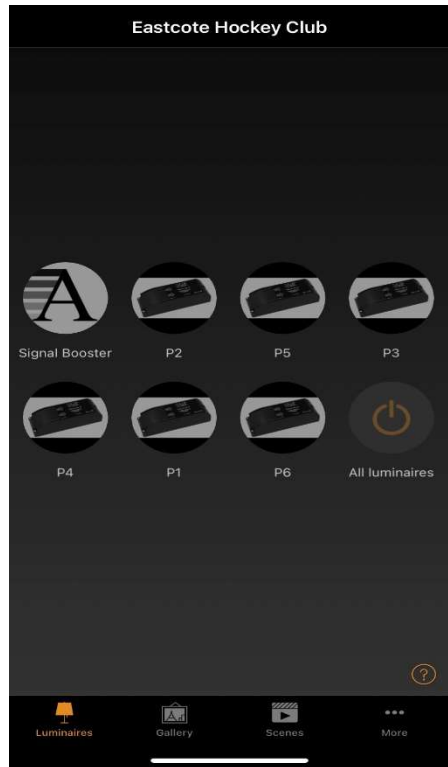 Eastcote Hockey Club
Signal Booster P2 P5 P3
P4 P1 P6 All luminaires
?
Luminaires Gallery Scenes More